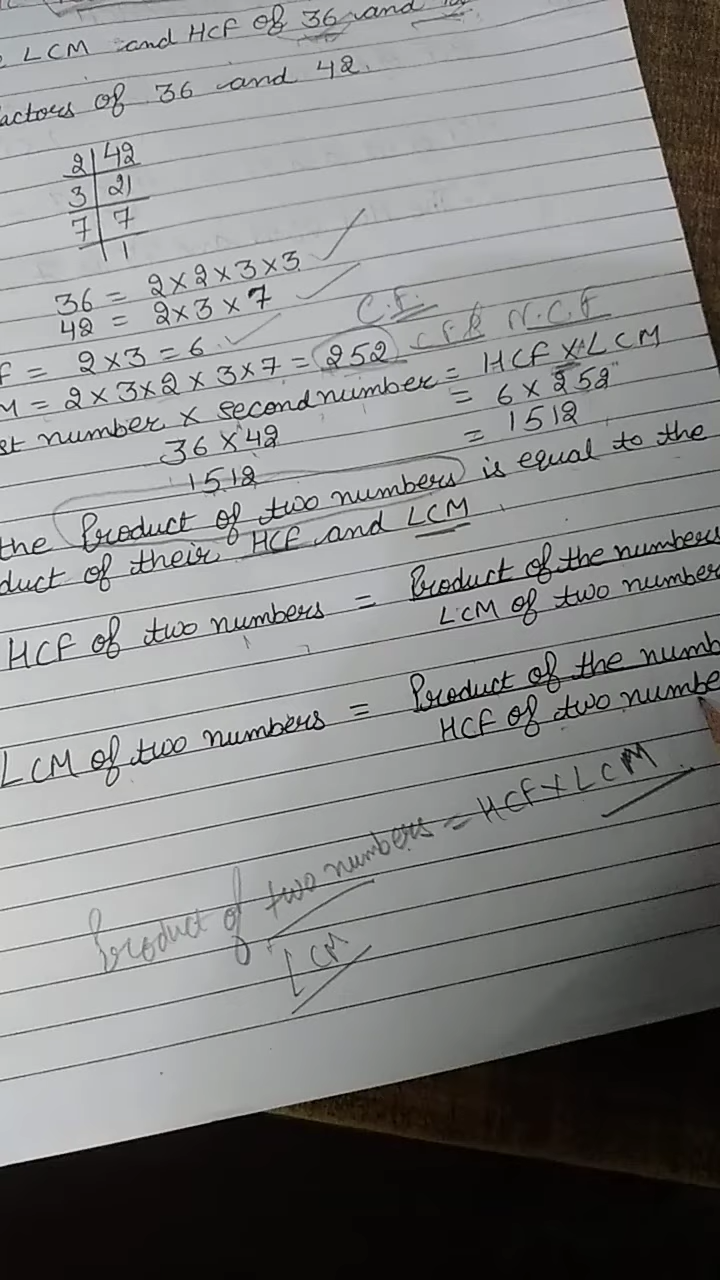 LCM and HCF of 36 and
actors of 36 and 42.
2 | 42
3 | 21
7 | 7
1
36 = 2×2×3×3
42 = 2×3×7
F = 2×3=6
C.F.
M = 2×3×2×3×7=252 N.C.F
st number × second number = HCF × LCM
36 × 42 = 6 × 252
1512 = 1512
the Product of two numbers is equal to the
duct of their HCF and LCM.
HCF of two numbers = Product of the numbers
LCM of two number
LCM of two numbers = Product of the numb
HCF of two numbe
Product of two numbers = HCF × LCM
LCM